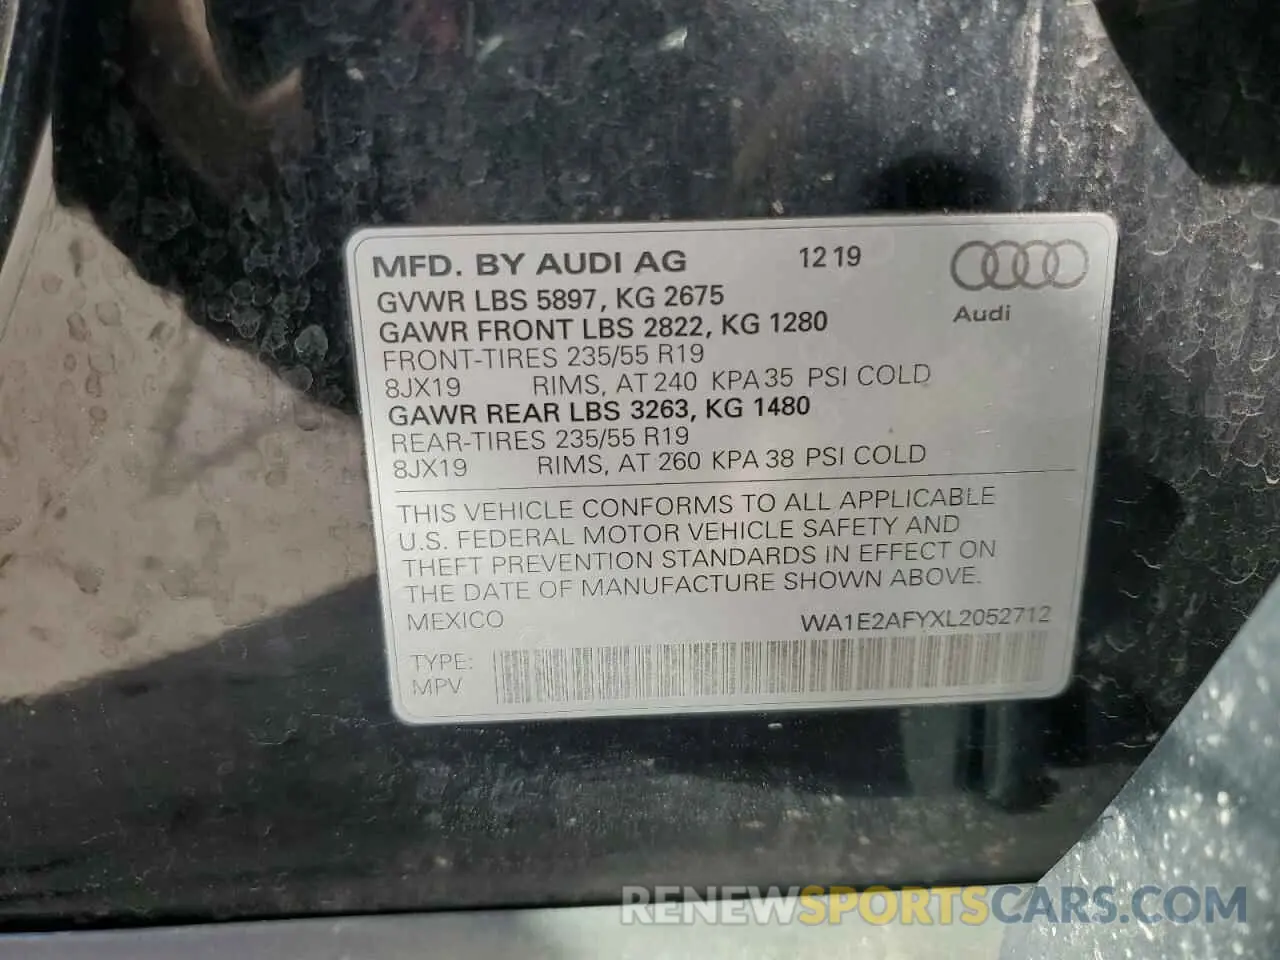 MFD. BY AUDI AG 12 19
GVWR LBS 5897, KG 2675
GAWR FRONT LBS 2822, KG 1280
Audi
FRONT-TIRES 235/55 R19
8JX19 RIMS, AT 240 KPA 35 PSI COLD
GAWR REAR LBS 3263, KG 1480
REAR-TIRES 235/55 R19
8JX19 RIMS, AT 260 KPA 38 PSI COLD
THIS VEHICLE CONFORMS TO ALL APPLICABLE
U.S. FEDERAL MOTOR VEHICLE SAFETY AND
THEFT PREVENTION STANDARDS IN EFFECT ON
THE DATE OF MANUFACTURE SHOWN ABOVE.
MEXICO WA1E2AFYXL2052712
TYPE:
MPV
RENEWSPORTSCARS.COM